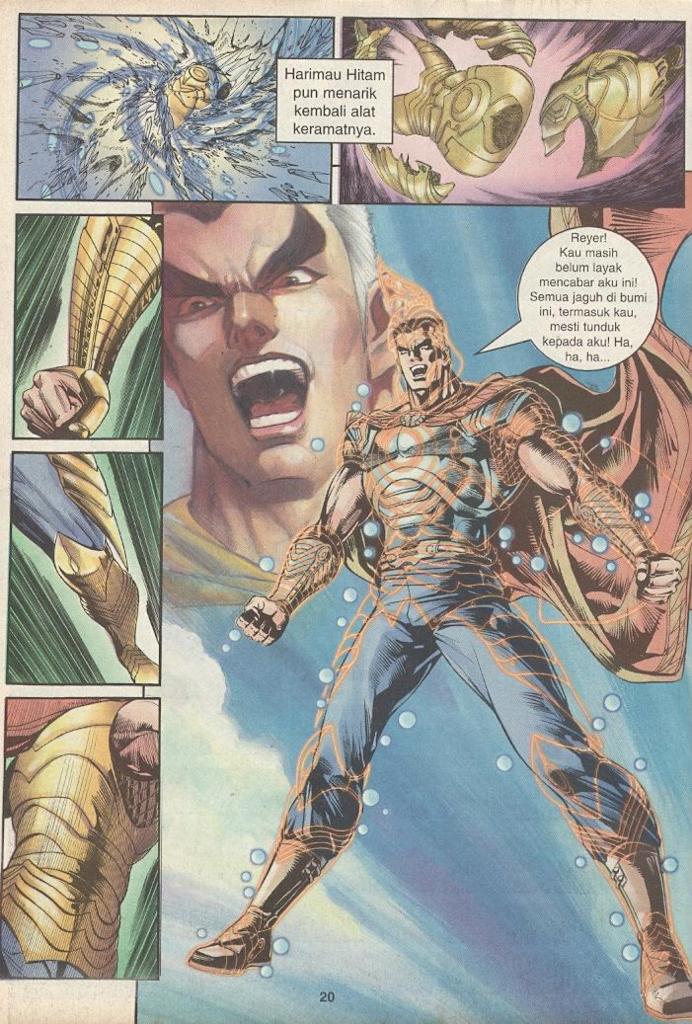 Harimau Hitam
pun menarik
kembali alat
keramatnya.
Reyer!
Kau masih
belum layak
mencabar aku ini!
Semua jaguh di bumi
ini, termasuk kau,
mesti tunduk
kepada aku! Ha,
ha, ha...
20